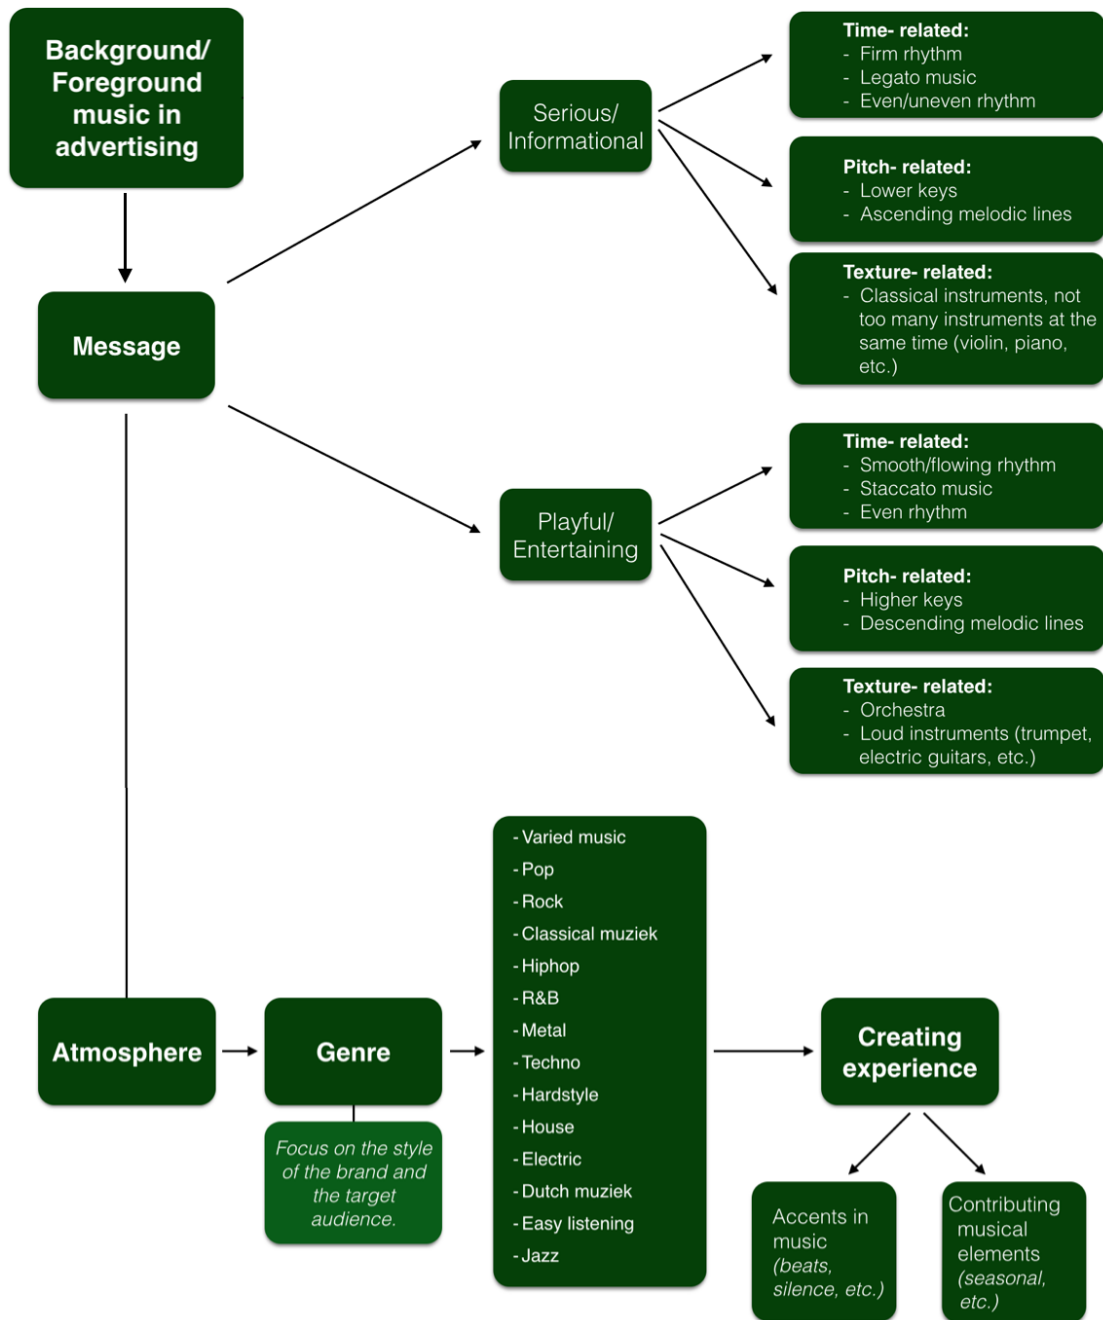 Background/
Foreground
music in
advertising
Message
Serious/
Informational
Time- related:
- Firm rhythm
- Legato music
- Even/uneven rhythm
Pitch- related:
- Lower keys
- Ascending melodic lines
Texture- related:
- Classical instruments, not
too many instruments at the
same time (violin, piano,
etc.)
Playful/
Entertaining
Time- related:
- Smooth/flowing rhythm
- Staccato music
- Even rhythm
Pitch- related:
- Higher keys
- Descending melodic lines
Texture- related:
- Orchestra
- Loud instruments (trumpet,
electric guitars, etc.)
Atmosphere
Genre
Focus on the style
of the brand and
the target
audience.
- Varied music
- Pop
- Rock
- Classical muziek
- Hiphop
- R&B
- Metal
- Techno
- Hardstyle
- House
- Electric
- Dutch muziek
- Easy listening
- Jazz
Creating
experience
Accents in
music
(beats,
silence, etc.)
Contributing
musical
elements
(seasonal,
etc.)